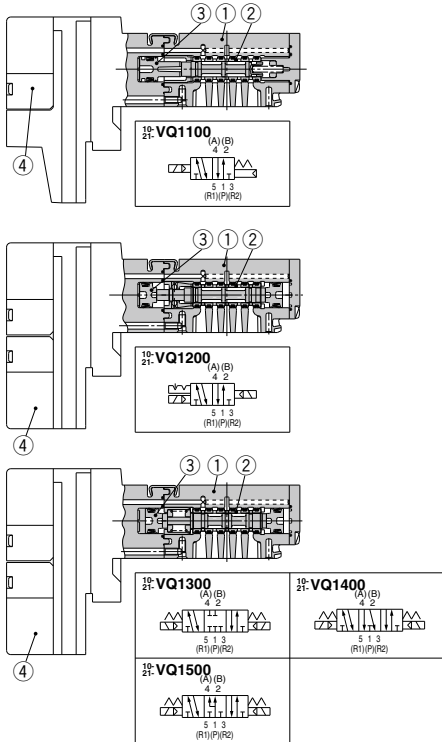 ③ ① ②
④
10-
21- VQ1100
(A) (B)
4 2
5 1 3
(R1)(P)(R2)
③ ① ②
④
10-
21- VQ1200
(A) (B)
4 2
5 1 3
(R1)(P)(R2)
③ ① ②
④
10-
21- VQ1300
(A) (B)
4 2
5 1 3
(R1)(P)(R2)
10-
21- VQ1400
(A) (B)
4 2
5 1 3
(R1)(P)(R2)
10-
21- VQ1500
(A) (B)
4 2
5 1 3
(R1)(P)(R2)